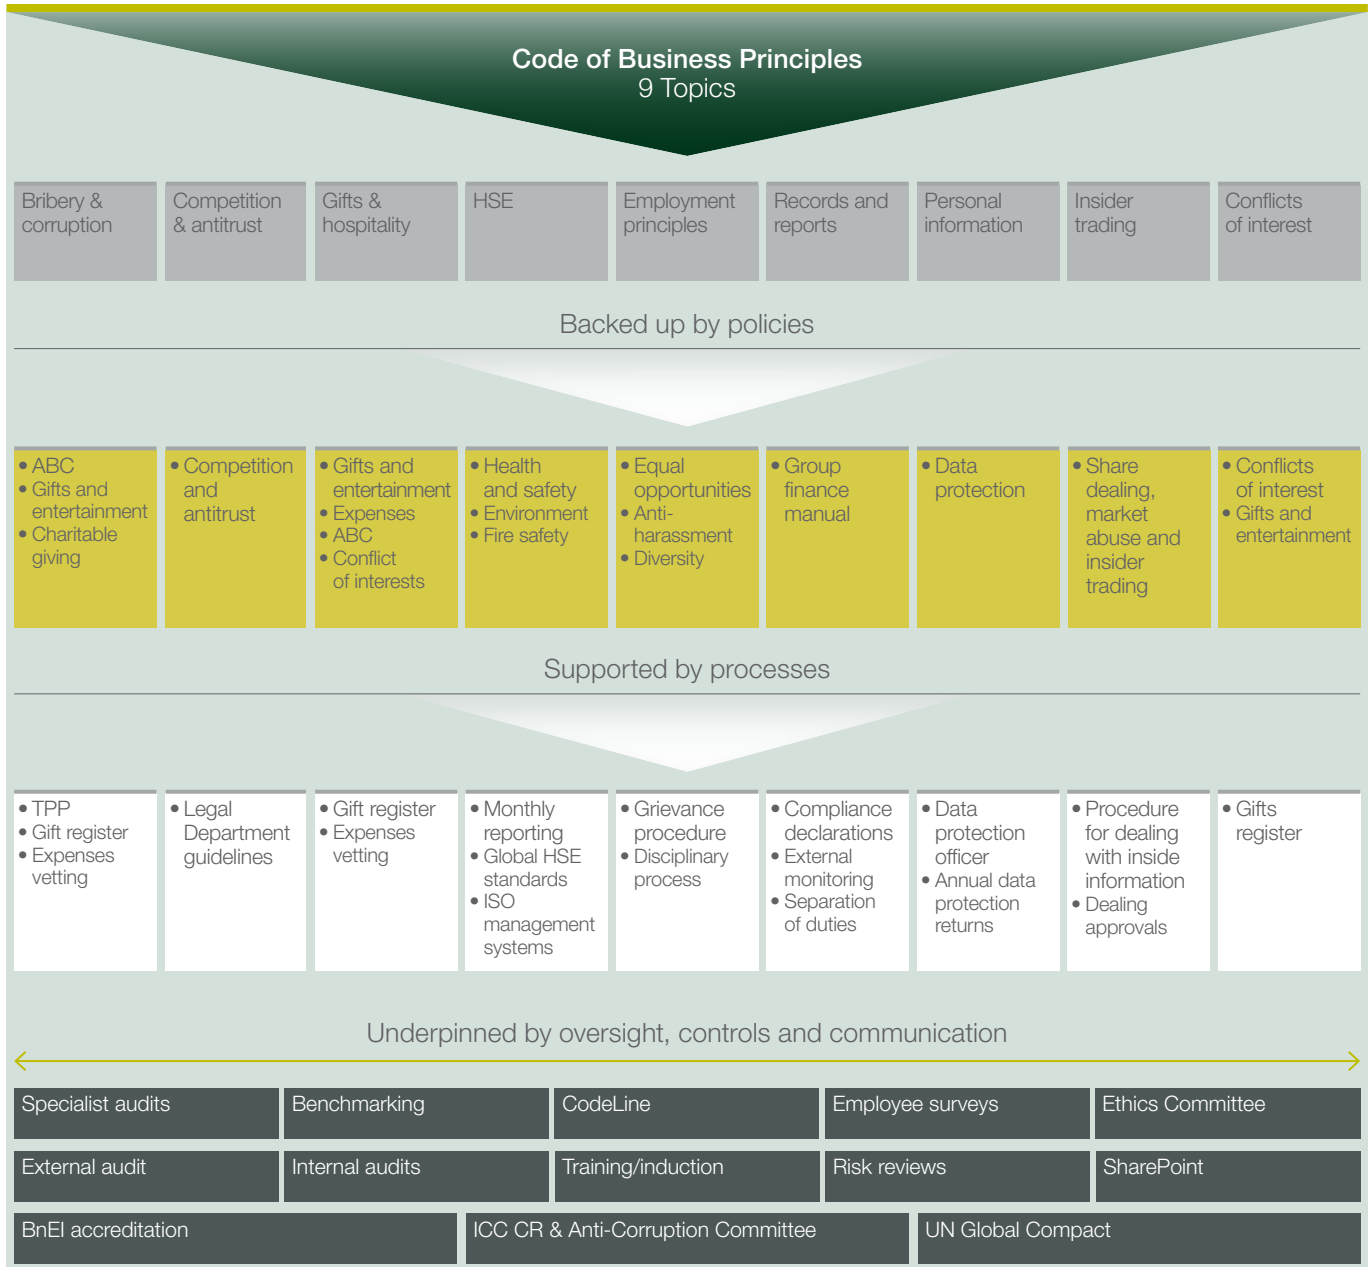 Code of Business Principles
9 Topics
Bribery &
corruption
Competition
& antitrust
Gifts &
hospitality
HSE
Employment
principles
Records and
reports
Personal
information
Insider
trading
Conflicts
of interest
Backed up by policies
• ABC
• Gifts and
entertainment
• Charitable
giving
• Competition
and
antitrust
• Gifts and
entertainment
• Expenses
• ABC
• Conflict
of interests
• Health
and safety
• Environment
• Fire safety
• Equal
opportunities
• Anti-
harassment
• Diversity
• Group
finance
manual
• Data
protection
• Share
dealing,
market
abuse and
insider
trading
• Conflicts
of interest
• Gifts and
entertainment
Supported by processes
• TPP
• Gift register
• Expenses
vetting
• Legal
Department
guidelines
• Gift register
• Expenses
vetting
• Monthly
reporting
• Global HSE
standards
• ISO
management
systems
• Grievance
procedure
• Disciplinary
process
• Compliance
declarations
• External
monitoring
• Separation
of duties
• Data
protection
officer
• Annual data
protection
returns
• Procedure
for dealing
with inside
information
• Dealing
approvals
• Gifts
register
Underpinned by oversight, controls and communication
Specialist audits
Benchmarking
CodeLine
Employee surveys
Ethics Committee
External audit
Internal audits
Training/induction
Risk reviews
SharePoint
BnEI accreditation
ICC CR & Anti-Corruption Committee
UN Global Compact